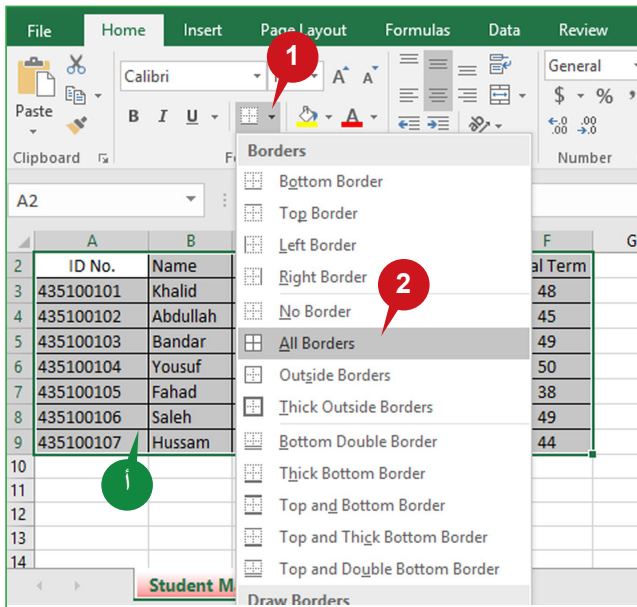 File Home Insert Page Layout Formulas Data Review
1
Calibri
General
A A
Paste
B I U
A
$ %
Clipboard
Number
Borders
A2
Bottom Border
Top Border
Left Border
Right Border
2
No Border
All Borders
Outside Borders
Thick Outside Borders
Bottom Double Border
Thick Bottom Border
Top and Bottom Border
Top and Thick Bottom Border
Top and Double Bottom Border
Draw Borders
A B F G
2 ID No. Name al Term
3 435100101 Khalid 48
4 435100102 Abdullah 45
5 435100103 Bandar 49
6 435100104 Yousuf 50
7 435100105 Fahad 38
8 435100106 Saleh 49
9 435100107 Hussam 44
10
أ
11
12
13
14
Student M